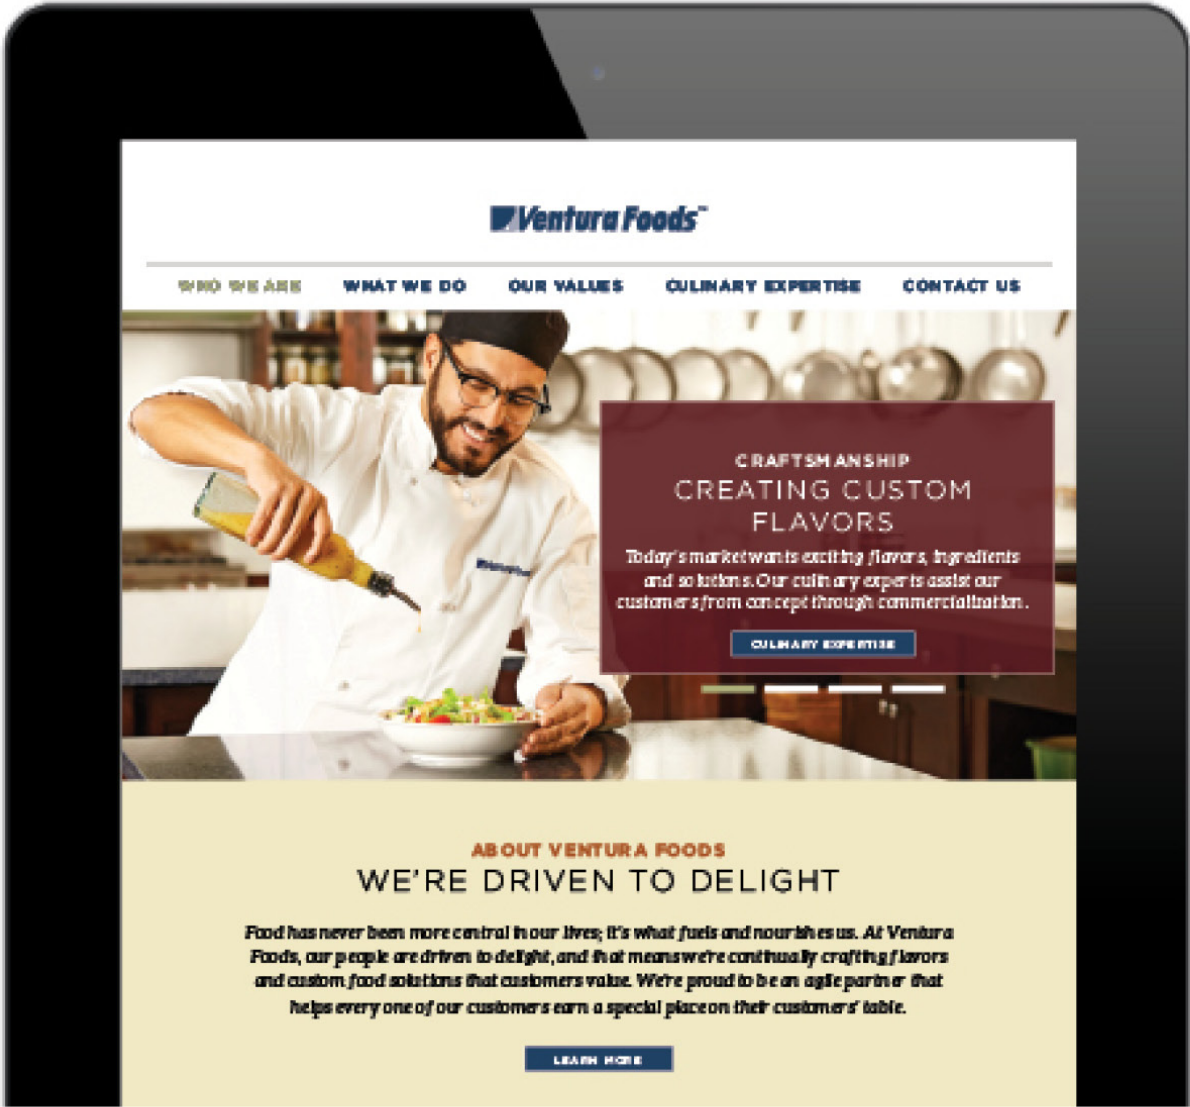 Ventura Foods™
WHO WE ARE WHAT WE DO OUR VALUES CULINARY EXPERTISE CONTACT US
Ventura Foods
CRAFTSMANSHIP
CREATING CUSTOM
FLAVORS
Today's market wants exciting flavors, ingredients
and solutions. Our culinary experts assist our
customers from concept through commercialization.
CULINARY EXPERTISE
ABOUT VENTURA FOODS
WE'RE DRIVEN TO DELIGHT
Food has never been more central in our lives; it's what fuels and nourishes us. At Ventura
Foods, our people are driven to delight, and that means we're continually crafting flavors
and custom food solutions that customers value. We're proud to be an agile partner that
helps every one of our customers earn a special place on their customers' table.
LEARN MORE